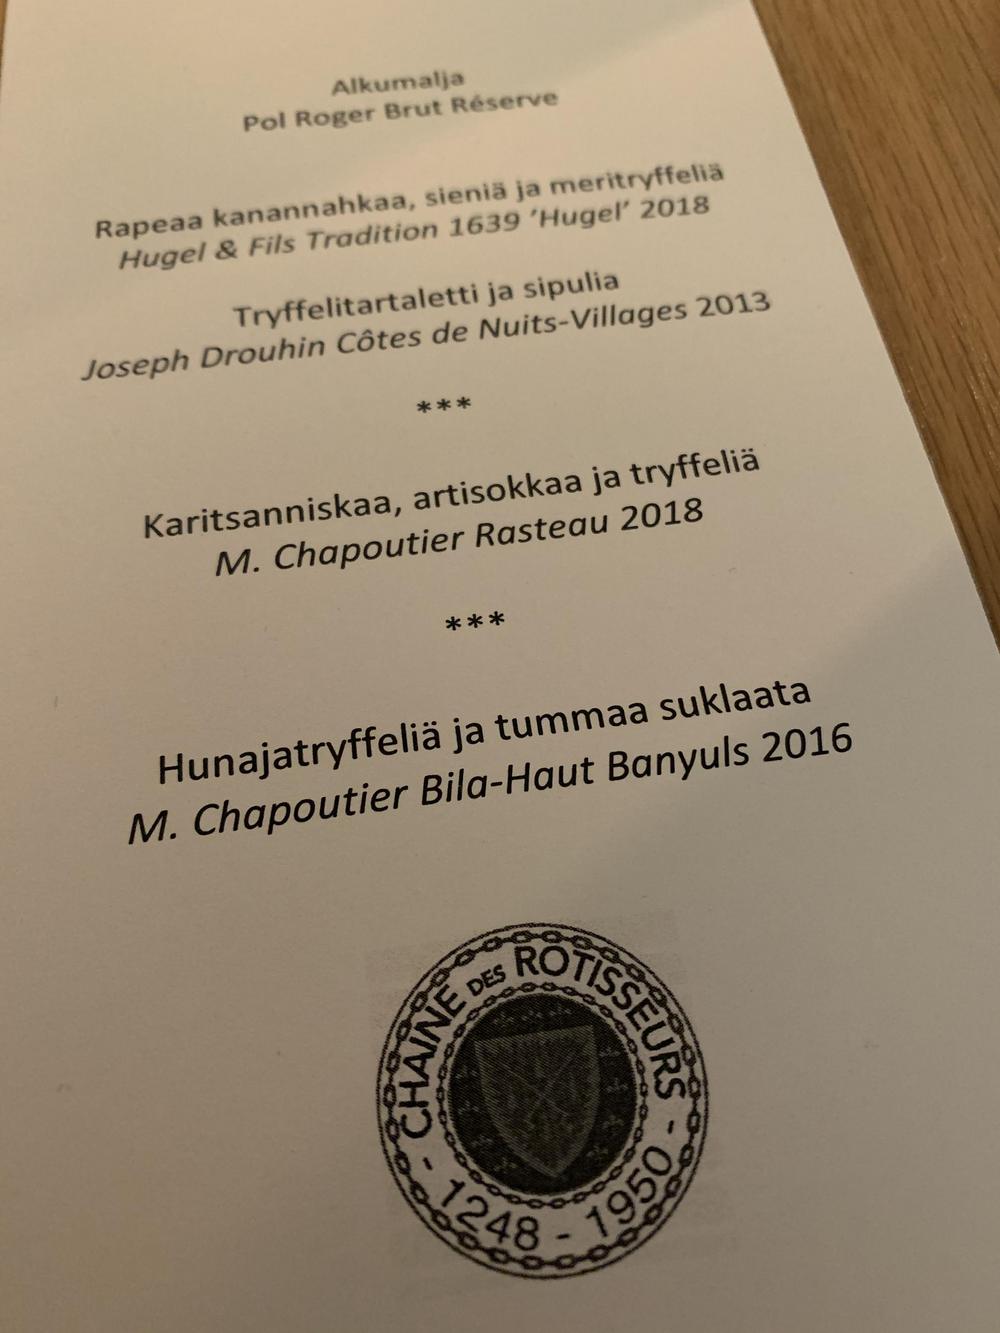 Alkumalja
Pol Roger Brut Réserve
Rapeaa kanannahkaa, sieniä ja meritryffeliä
Hugel & Fils Tradition 1639 ’Hugel’ 2018
Tryffelitartaletti ja sipulia
Joseph Drouhin Côtes de Nuits-Villages 2013
***
Karitsanniskaa, artisokkaa ja tryffeliä
M. Chapoutier Rasteau 2018
***
Hunajatryffeliä ja tummaa suklaata
M. Chapoutier Bila-Haut Banyuls 2016
CHAINE DES ROTISSEURS
- 1248 - 1950 -